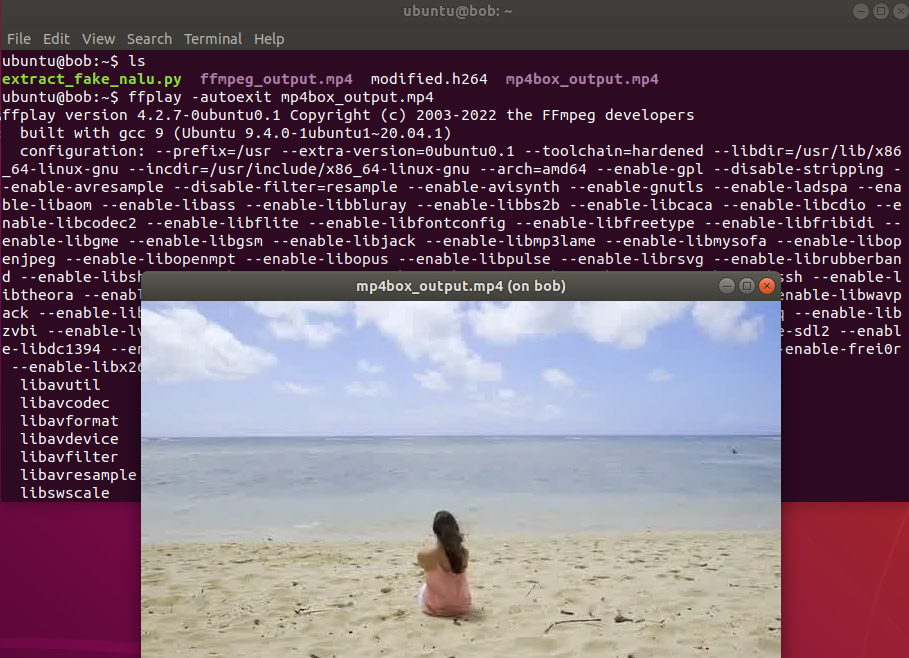 ubuntu@bob: ~
File Edit View Search Terminal Help
ubuntu@bob:~$ ls
extract_fake_nalu.py ffmpeg_output.mp4 modified.h264 mp4box_output.mp4
ubuntu@bob:~$ ffplay -autoexit mp4box_output.mp4
ffplay version 4.2.7-0ubuntu0.1 Copyright (c) 2003-2022 the FFmpeg developers
built with gcc 9 (Ubuntu 9.4.0-1ubuntu1~20.04.1)
configuration: --prefix=/usr --extra-version=0ubuntu0.1 --toolchain=hardened --libdir=/usr/lib/x86
_64-linux-gnu --incdir=/usr/include/x86_64-linux-gnu --arch=amd64 --enable-gpl --disable-stripping -
-enable-avresample --disable-filter=resample --enable-avisynth --enable-gnutls --enable-ladspa --ena
ble-libaom --enable-libass --enable-libbluray --enable-libbs2b --enable-libcaca --enable-libcdio --e
nable-libcodec2 --enable-libflite --enable-libfontconfig --enable-libfreetype --enable-libfribidi --
enable-libgme --enable-libgsm --enable-libjack --enable-libmp3lame --enable-libmysofa --enable-libop
enjpeg --enable-libopenmpt --enable-libopus --enable-libpulse --enable-librsvg --enable-librubberban
d --enable-libsh ssh --enable-l
mp4box_output.mp4 (on bob)
ibtheora --enabl enable-libwavp
ack --enable-lib --enable-lib
zvbi --enable-lv -sdl2 --enabl
e-libdc1394 --en enable-frei0r
--enable-libx26
libavutil
libavcodec
libavformat
libavdevice
libavfilter
libavresample
libswscale